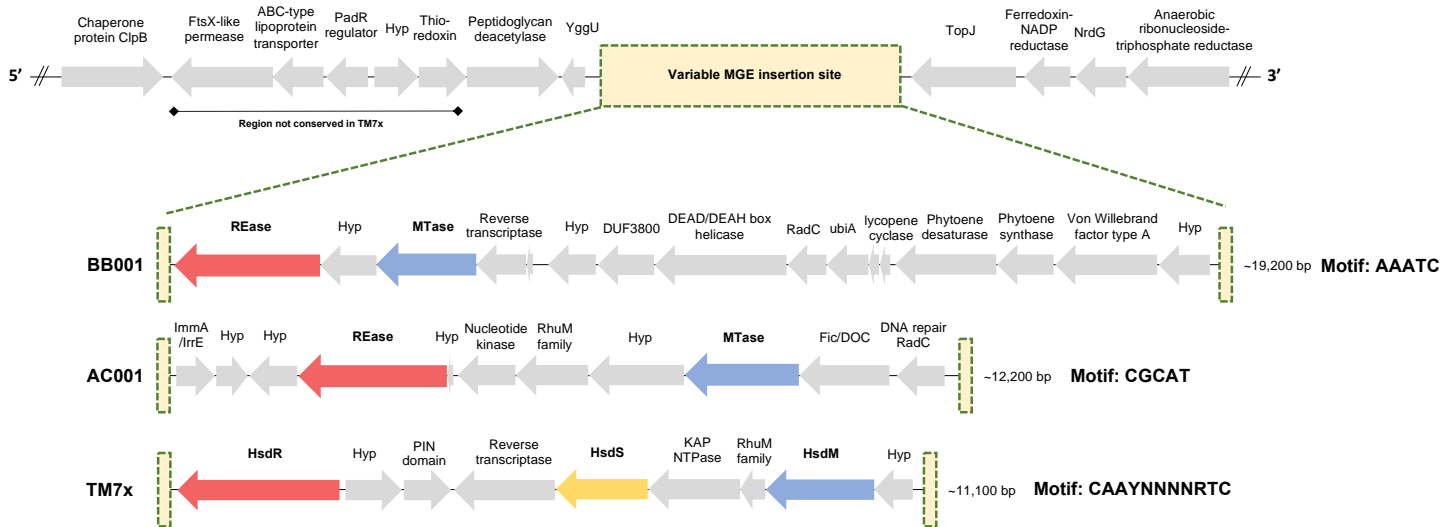 Chaperone
protein ClpB
FtsX-like
permease
ABC-type
lipoprotein
transporter
PadR
regulator
Hyp
Thio-
redoxin
Peptidoglycan
deacetylase
YggU
TopJ
Ferredoxin-
NADP
reductase
NrdG
Anaerobic
ribonucleoside-
triphosphate reductase
5’
Variable MGE insertion site
3’
Region not conserved in TM7x
BB001
REase
Hyp
MTase
Reverse
transcriptase
Hyp
DUF3800
DEAD/DEAH box
helicase
RadC
ubiA
lycopene
cyclase
Phytoene
desaturase
Phytoene
synthase
Von Willebrand
factor type A
Hyp
~19,200 bp
Motif: AAATC
AC001
ImmA
/IrrE
Hyp
Hyp
REase
Hyp
Nucleotide
kinase
RhuM
family
Hyp
MTase
Fic/DOC
DNA repair
RadC
~12,200 bp
Motif: CGCAT
TM7x
HsdR
Hyp
PIN
domain
Reverse
transcriptase
HsdS
KAP
NTPase
RhuM
family
HsdM
Hyp
~11,100 bp
Motif: CAAYNNNNRTC